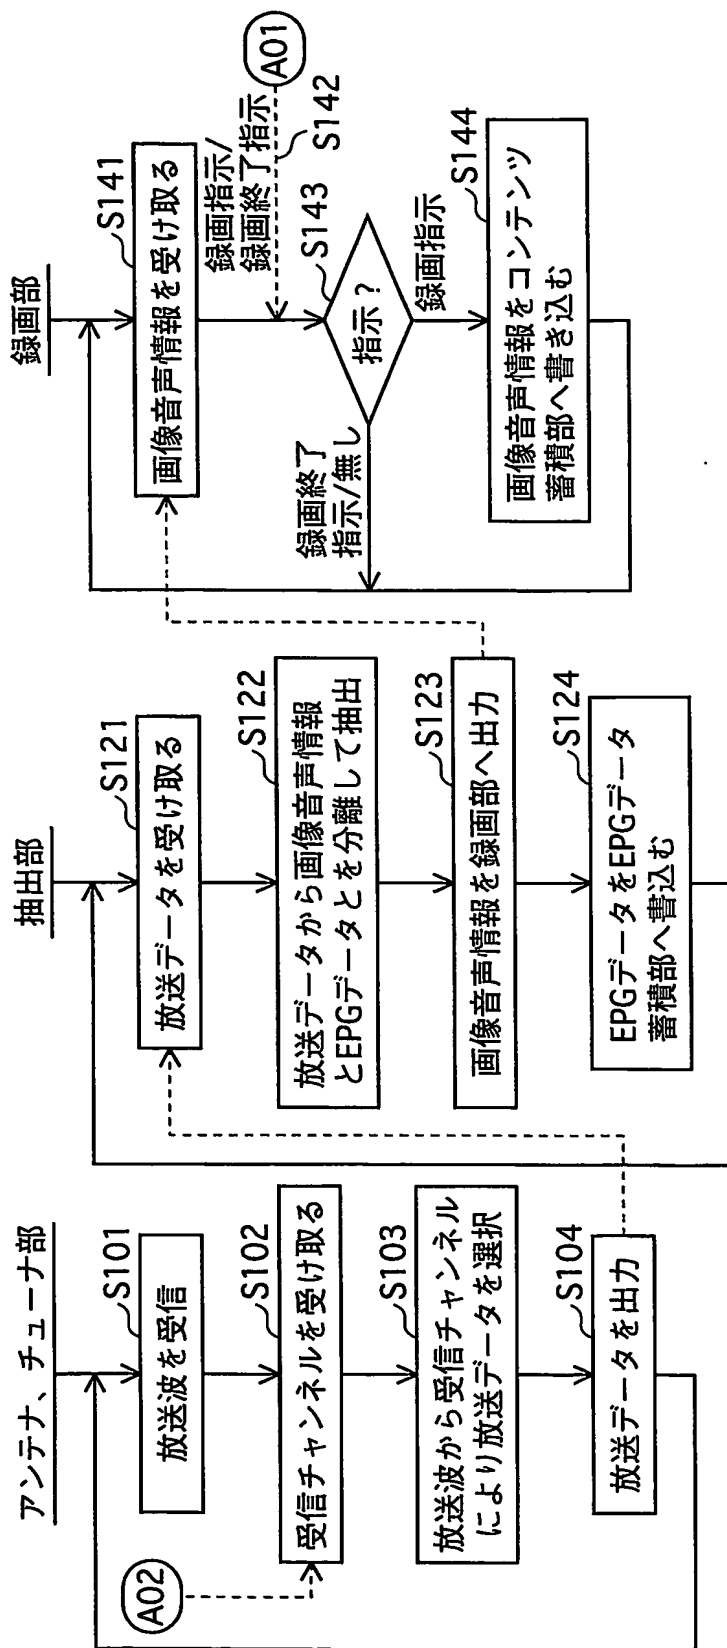 アンテナ、チューナ部
S101
放送波を受信
A02
S102
受信チャンネルを受け取る
S103
放送波から受信チャンネル
により放送データを選択
S104
放送データを出力
抽出部
S121
放送データを受け取る
S122
放送データから画像音声情報
とEPGデータとを分離して抽出
S123
画像音声情報を録画部へ出力
S124
EPGデータをEPGデータ
蓄積部へ書込む
録画部
S141
画像音声情報を受け取る
録画指示/
録画終了指示
A01
S142
S143
指示?
録画終了
指示/無し
録画指示
S144
画像音声情報をコンテンツ
蓄積部へ書き込む